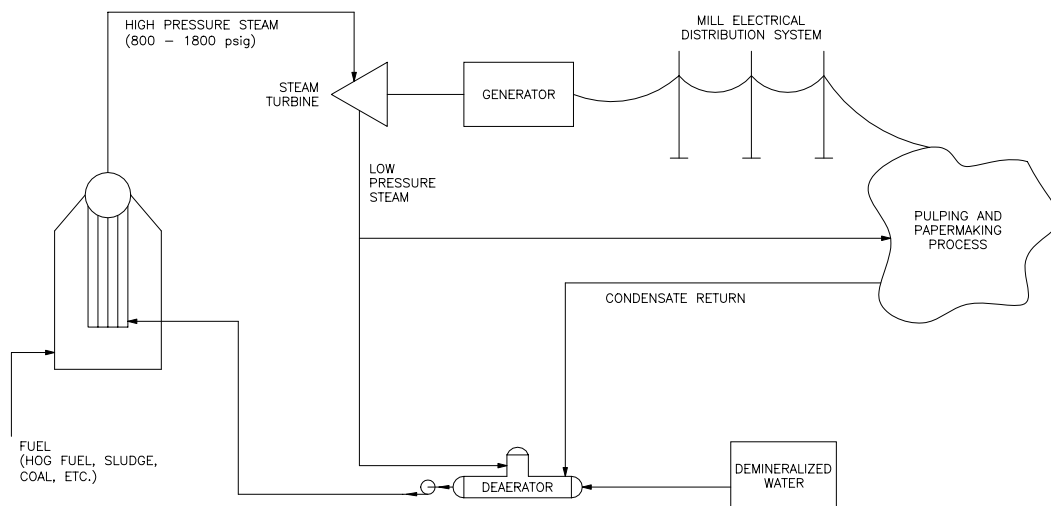 HIGH PRESSURE STEAM
(800 – 1800 psig)
MILL ELECTRICAL
DISTRIBUTION SYSTEM
STEAM
TURBINE
GENERATOR
LOW
PRESSURE
STEAM
PULPING AND
PAPERMAKING
PROCESS
CONDENSATE RETURN
FUEL
(HOG FUEL, SLUDGE,
COAL, ETC.)
DEAERATOR
DEMINERALIZED
WATER